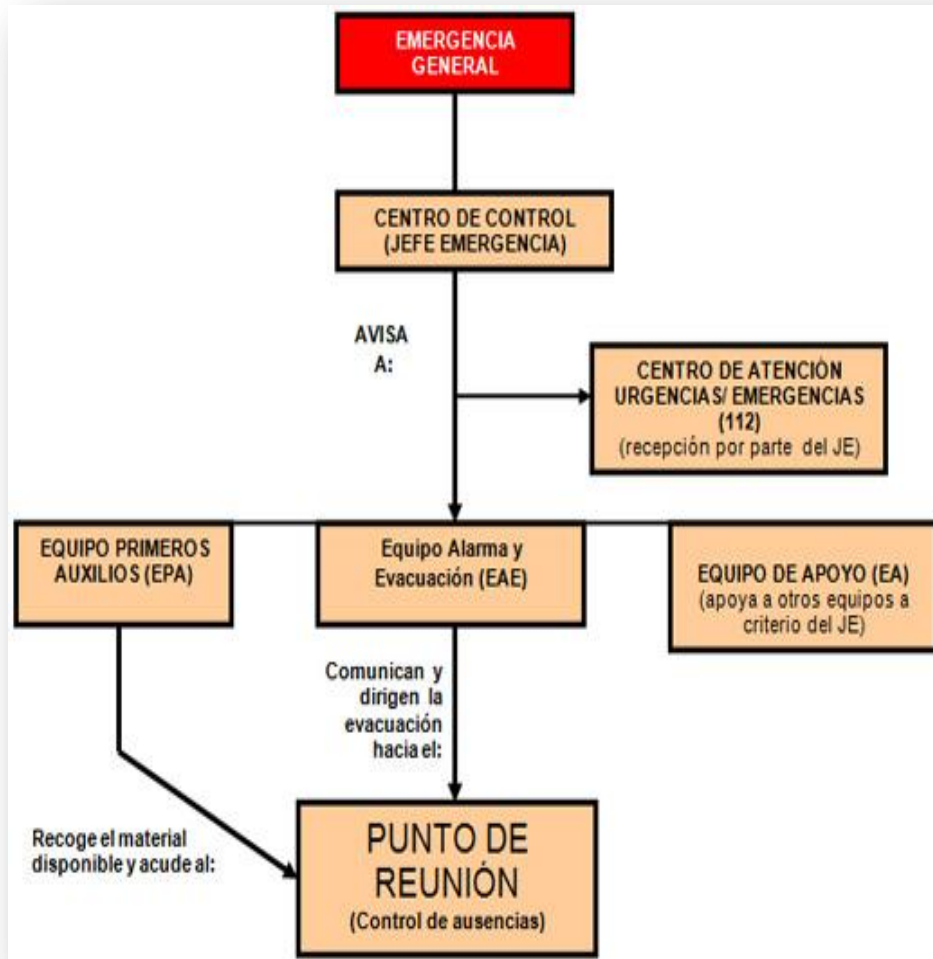 EMERGENCIA
GENERAL
CENTRO DE CONTROL
(JEFE EMERGENCIA)
AVISA
A:
CENTRO DE ATENCIÓN
URGENCIAS/ EMERGENCIAS
(112)
(recepción por parte del JE)
EQUIPO PRIMEROS
AUXILIOS (EPA)
Equipo Alarma y
Evacuación (EAE)
EQUIPO DE APOYO (EA)
(apoya a otros equipos a
criterio del JE)
Comunican y
dirigen la
evacuación
hacia el:
Recoge el material
disponible y acude al:
PUNTO DE
REUNIÓN
(Control de ausencias)